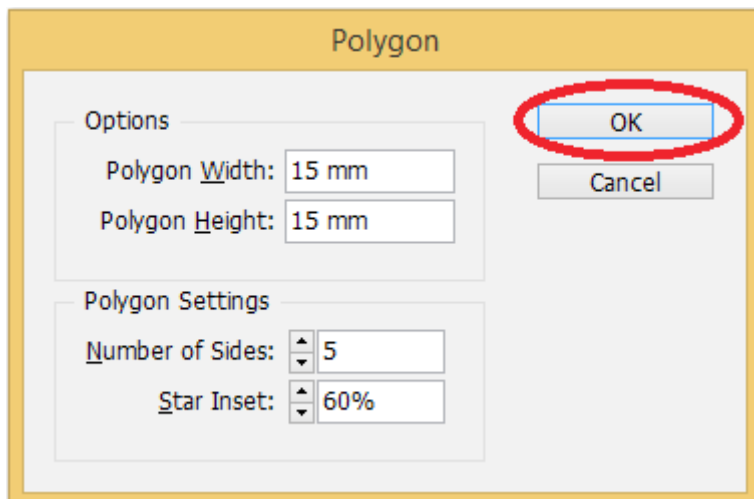 Polygon
Options
Polygon Width: 15 mm
Polygon Height: 15 mm
Polygon Settings
Number of Sides: 5
Star Inset: 60%
OK
Cancel